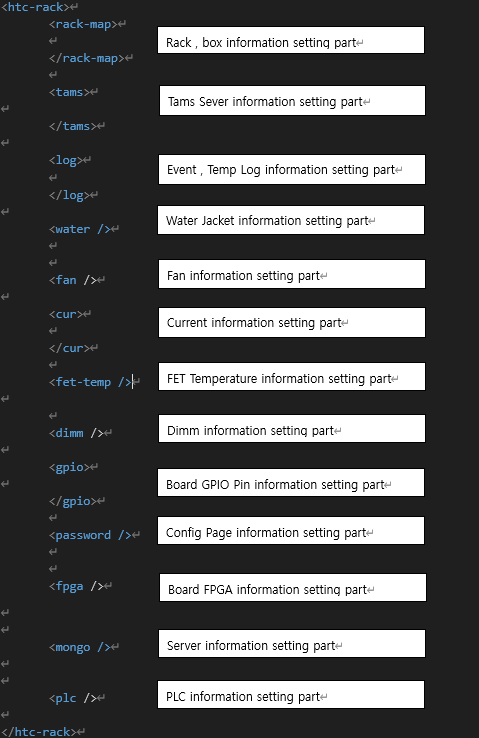 <htc-rack>
<rack-map>
Rack , box information setting part
</rack-map>
<tams>
Tams Sever information setting part
</tams>
<log>
Event , Temp Log information setting part
</log>
<water />
Water Jacket information setting part
<fan />
Fan information setting part
<cur>
Current information setting part
</cur>
<fet-temp />
FET Temperature information setting part
<dimm />
Dimm information setting part
<gpio>
Board GPIO Pin information setting part
</gpio>
<password />
Config Page information setting part
<fpga />
Board FPGA information setting part
<mongo />
Server information setting part
<plc />
PLC information setting part
</htc-rack>